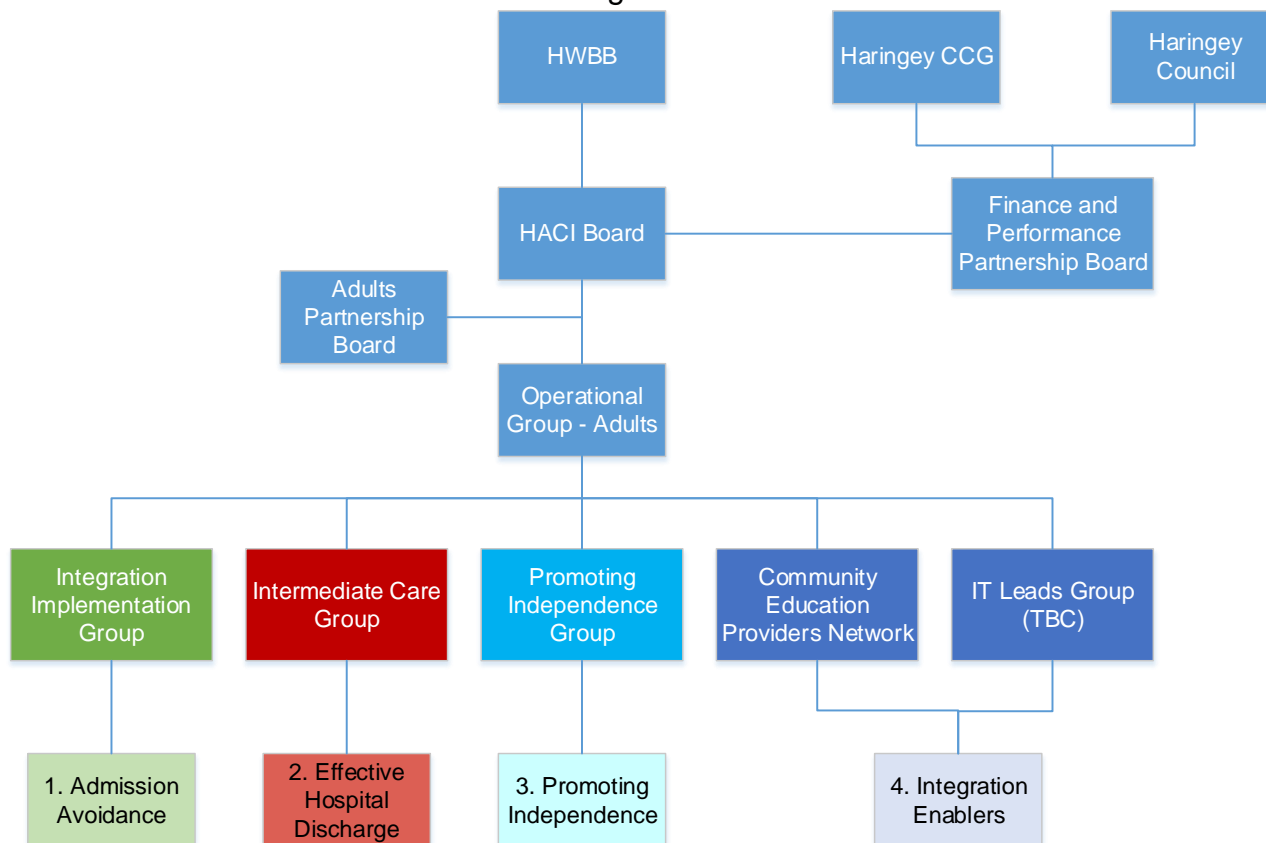 HWBB
Haringey CCG
Haringey
Council
HACI Board
Finance and
Performance
Partnership Board
Adults
Partnership
Board
Operational
Group - Adults
Integration
Implementation
Group
Intermediate Care
Group
Promoting
Independence
Group
Community
Education
Providers Network
IT Leads Group
(TBC)
1. Admission
Avoidance
2. Effective
Hospital
Discharge
3. Promoting
Independence
4. Integration
Enablers